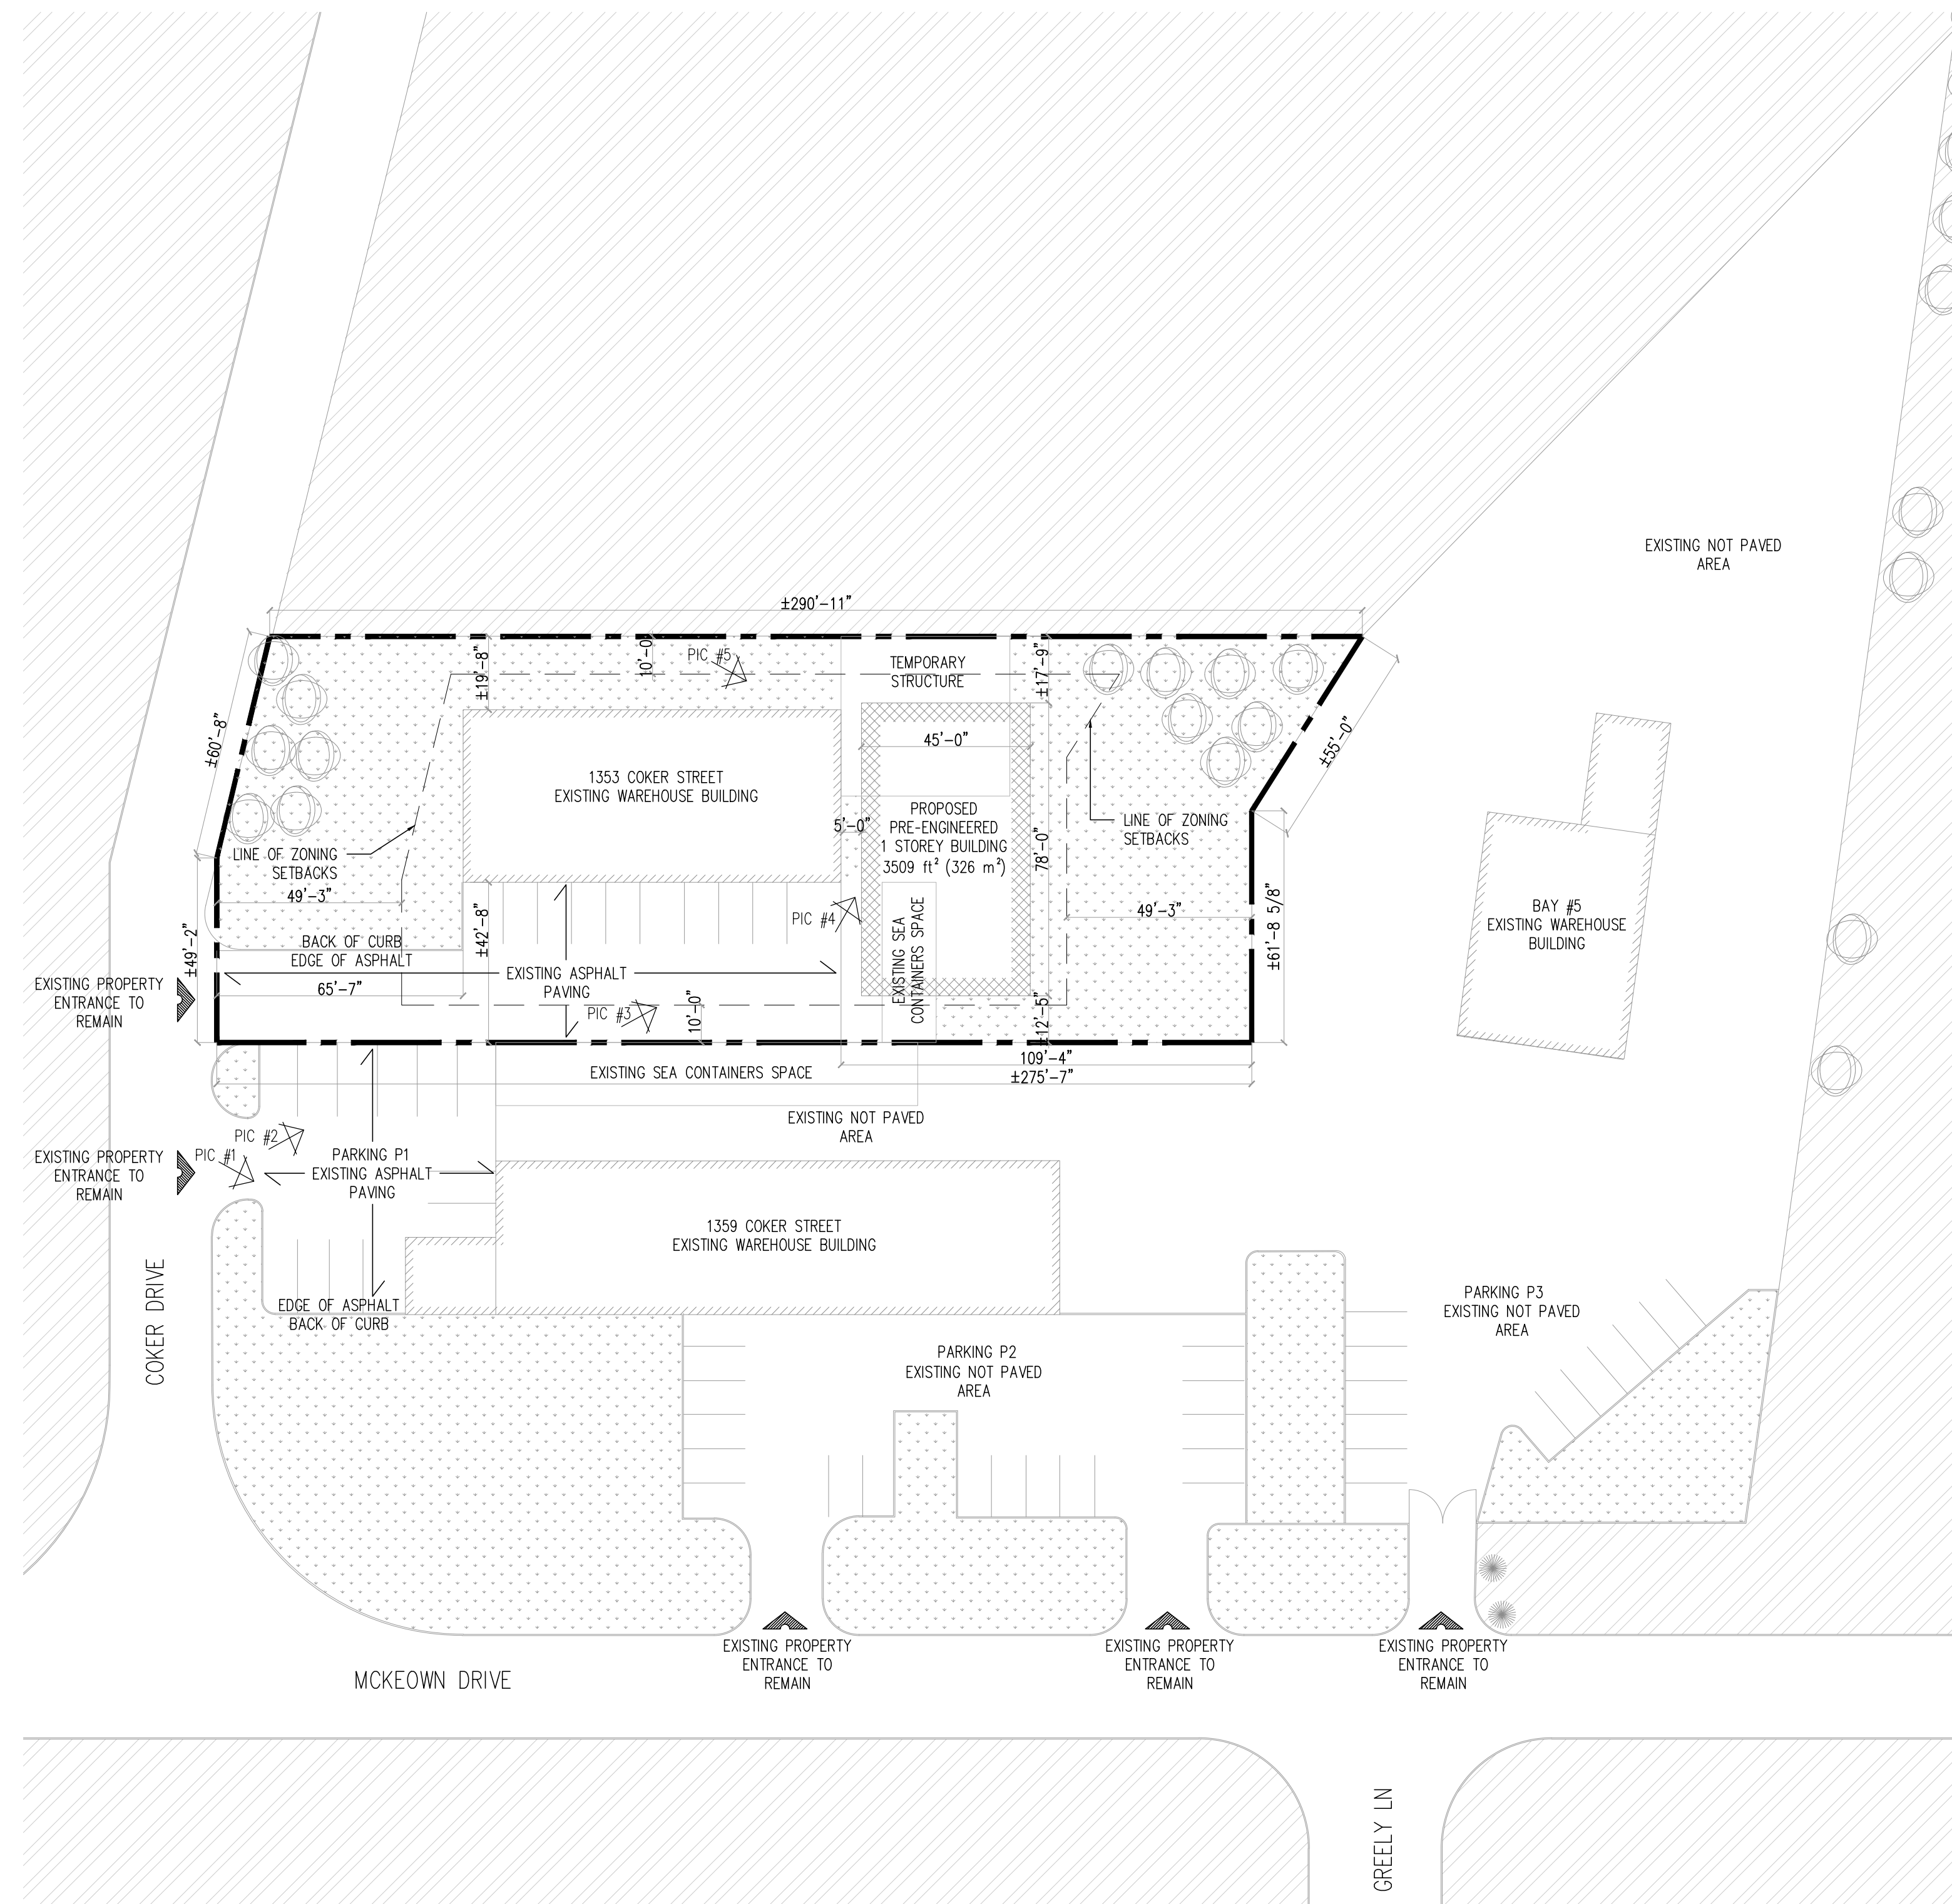 EXISTING NOT PAVED
AREA
±290'-11"
±60'-8"
±19'-8"
10'-0
PIC #5
TEMPORARY
STRUCTURE
±17'-9"
±55'-0"
45'-0"
1353 COKER STREET
EXISTING WAREHOUSE BUILDING
5'-0"
PROPOSED
PRE-ENGINEERED
1 STOREY BUILDING
3509 ft² (326 m²)
78'-0"
LINE OF ZONING
SETBACKS
LINE OF ZONING
SETBACKS
49'-3"
±49'-2"
BACK OF CURB
EDGE OF ASPHALT
±42'-8"
PIC #4
EXISTING SEA
CONTAINERS SPACE
49'-3"
±61'-8 5/8"
BAY #5
EXISTING WAREHOUSE
BUILDING
EXISTING PROPERTY
ENTRANCE TO
REMAIN
65'-7"
EXISTING ASPHALT
PAVING
PIC #3
10'-0"
±12'-5"
109'-4"
±275'-7"
EXISTING SEA CONTAINERS SPACE
EXISTING NOT PAVED
AREA
PIC #2
PIC #1
EXISTING PROPERTY
ENTRANCE TO
REMAIN
PARKING P1
EXISTING ASPHALT
PAVING
1359 COKER STREET
EXISTING WAREHOUSE BUILDING
COKER DRIVE
EDGE OF ASPHALT
BACK OF CURB
PARKING P2
EXISTING NOT PAVED
AREA
PARKING P3
EXISTING NOT PAVED
AREA
EXISTING PROPERTY
ENTRANCE TO
REMAIN
EXISTING PROPERTY
ENTRANCE TO
REMAIN
EXISTING PROPERTY
ENTRANCE TO
REMAIN
MCKEOWN DRIVE
GREELY LN